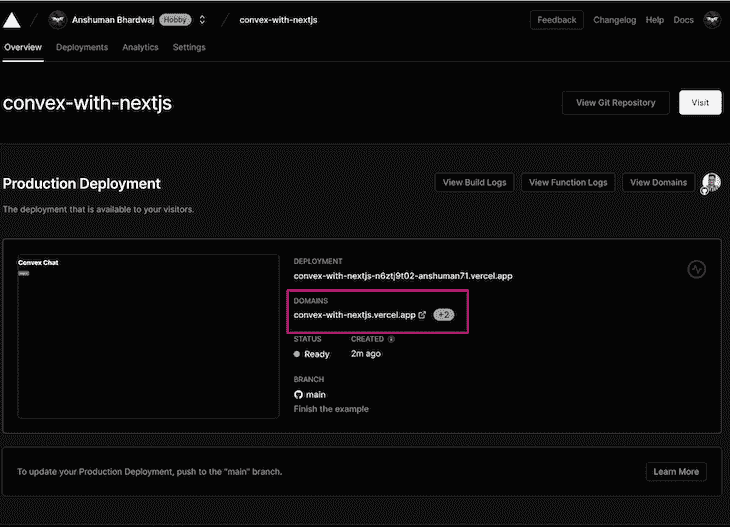 Anshuman Bhardwaj Hobby convex-with-nextjs Feedback Changelog Help Docs
Overview Deployments Analytics Settings
convex-with-nextjs View Git Repository Visit
Production Deployment View Build Logs View Function Logs View Domains
The deployment that is available to your visitors.
Convex Chat
DEPLOYMENT
convex-with-nextjs-n6ztj9t02-anshuman71.vercel.app
DOMAINS
convex-with-nextjs.vercel.app +2
STATUS CREATED
Ready 2m ago
BRANCH
main
Finish the example
To update your Production Deployment, push to the "main" branch. Learn More